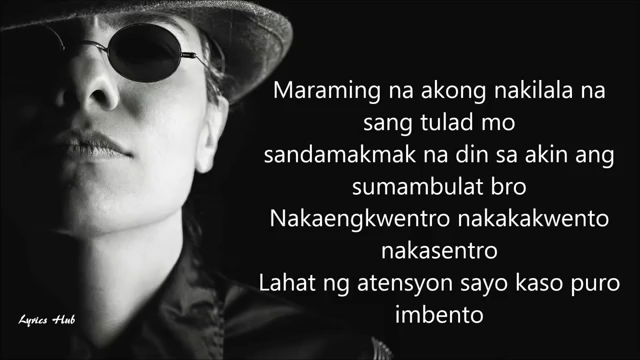 Maraming na akong nakilala na
sang tulad mo
sandamakmak na din sa akin ang
sumambulat bro
Nakaengkwentro nakakakwento
nakasentro
Lahat ng atensyon sayo kaso puro
imbento
Lyrics Hub